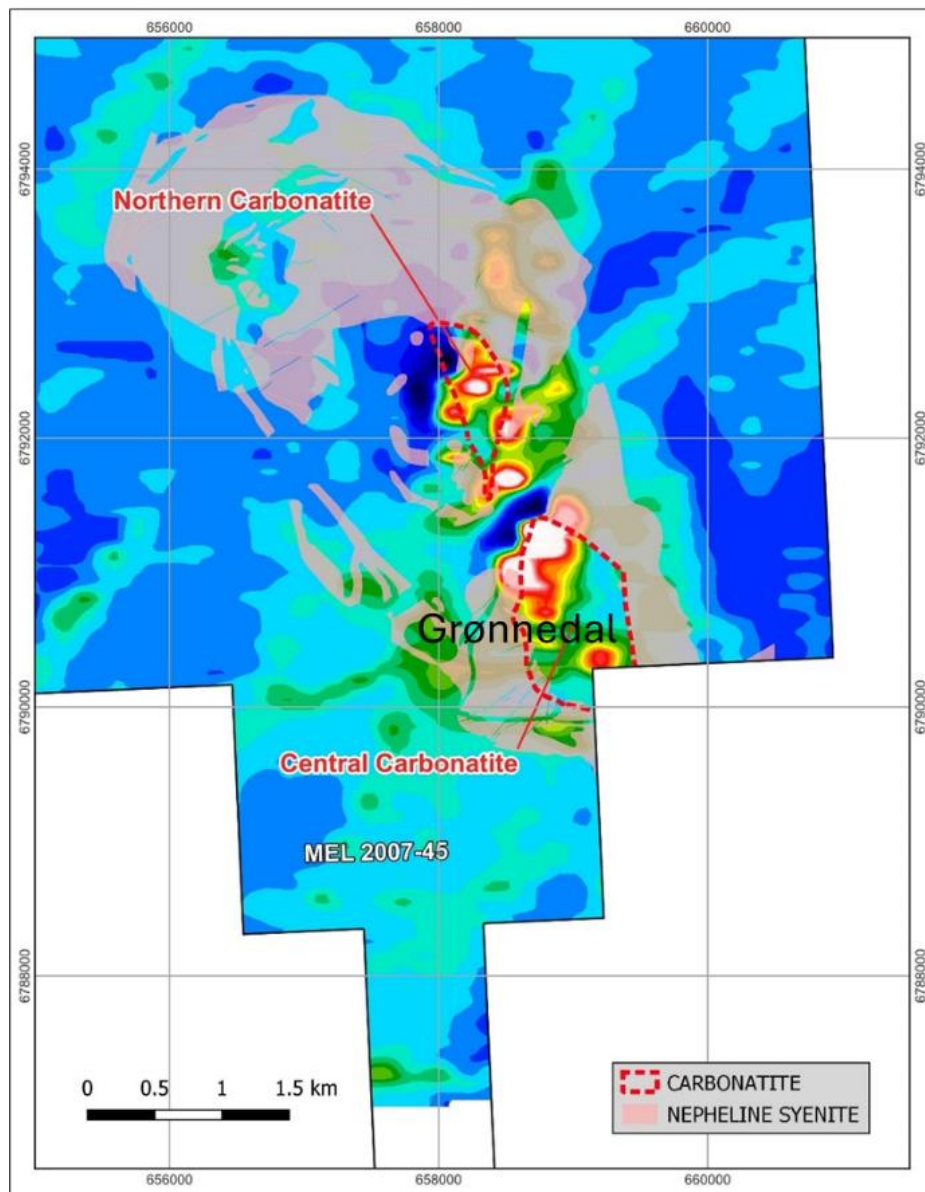 656000 658000 660000
6794000 6794000
Northern Carbonatite
6792000 6792000
Grønnedal
6790000 6790000
Central Carbonatite
MEL 2007-45
6788000 6788000
0 0.5 1 1.5 km
CARBONATITE
NEPHELINE SYENITE
656000 658000 660000